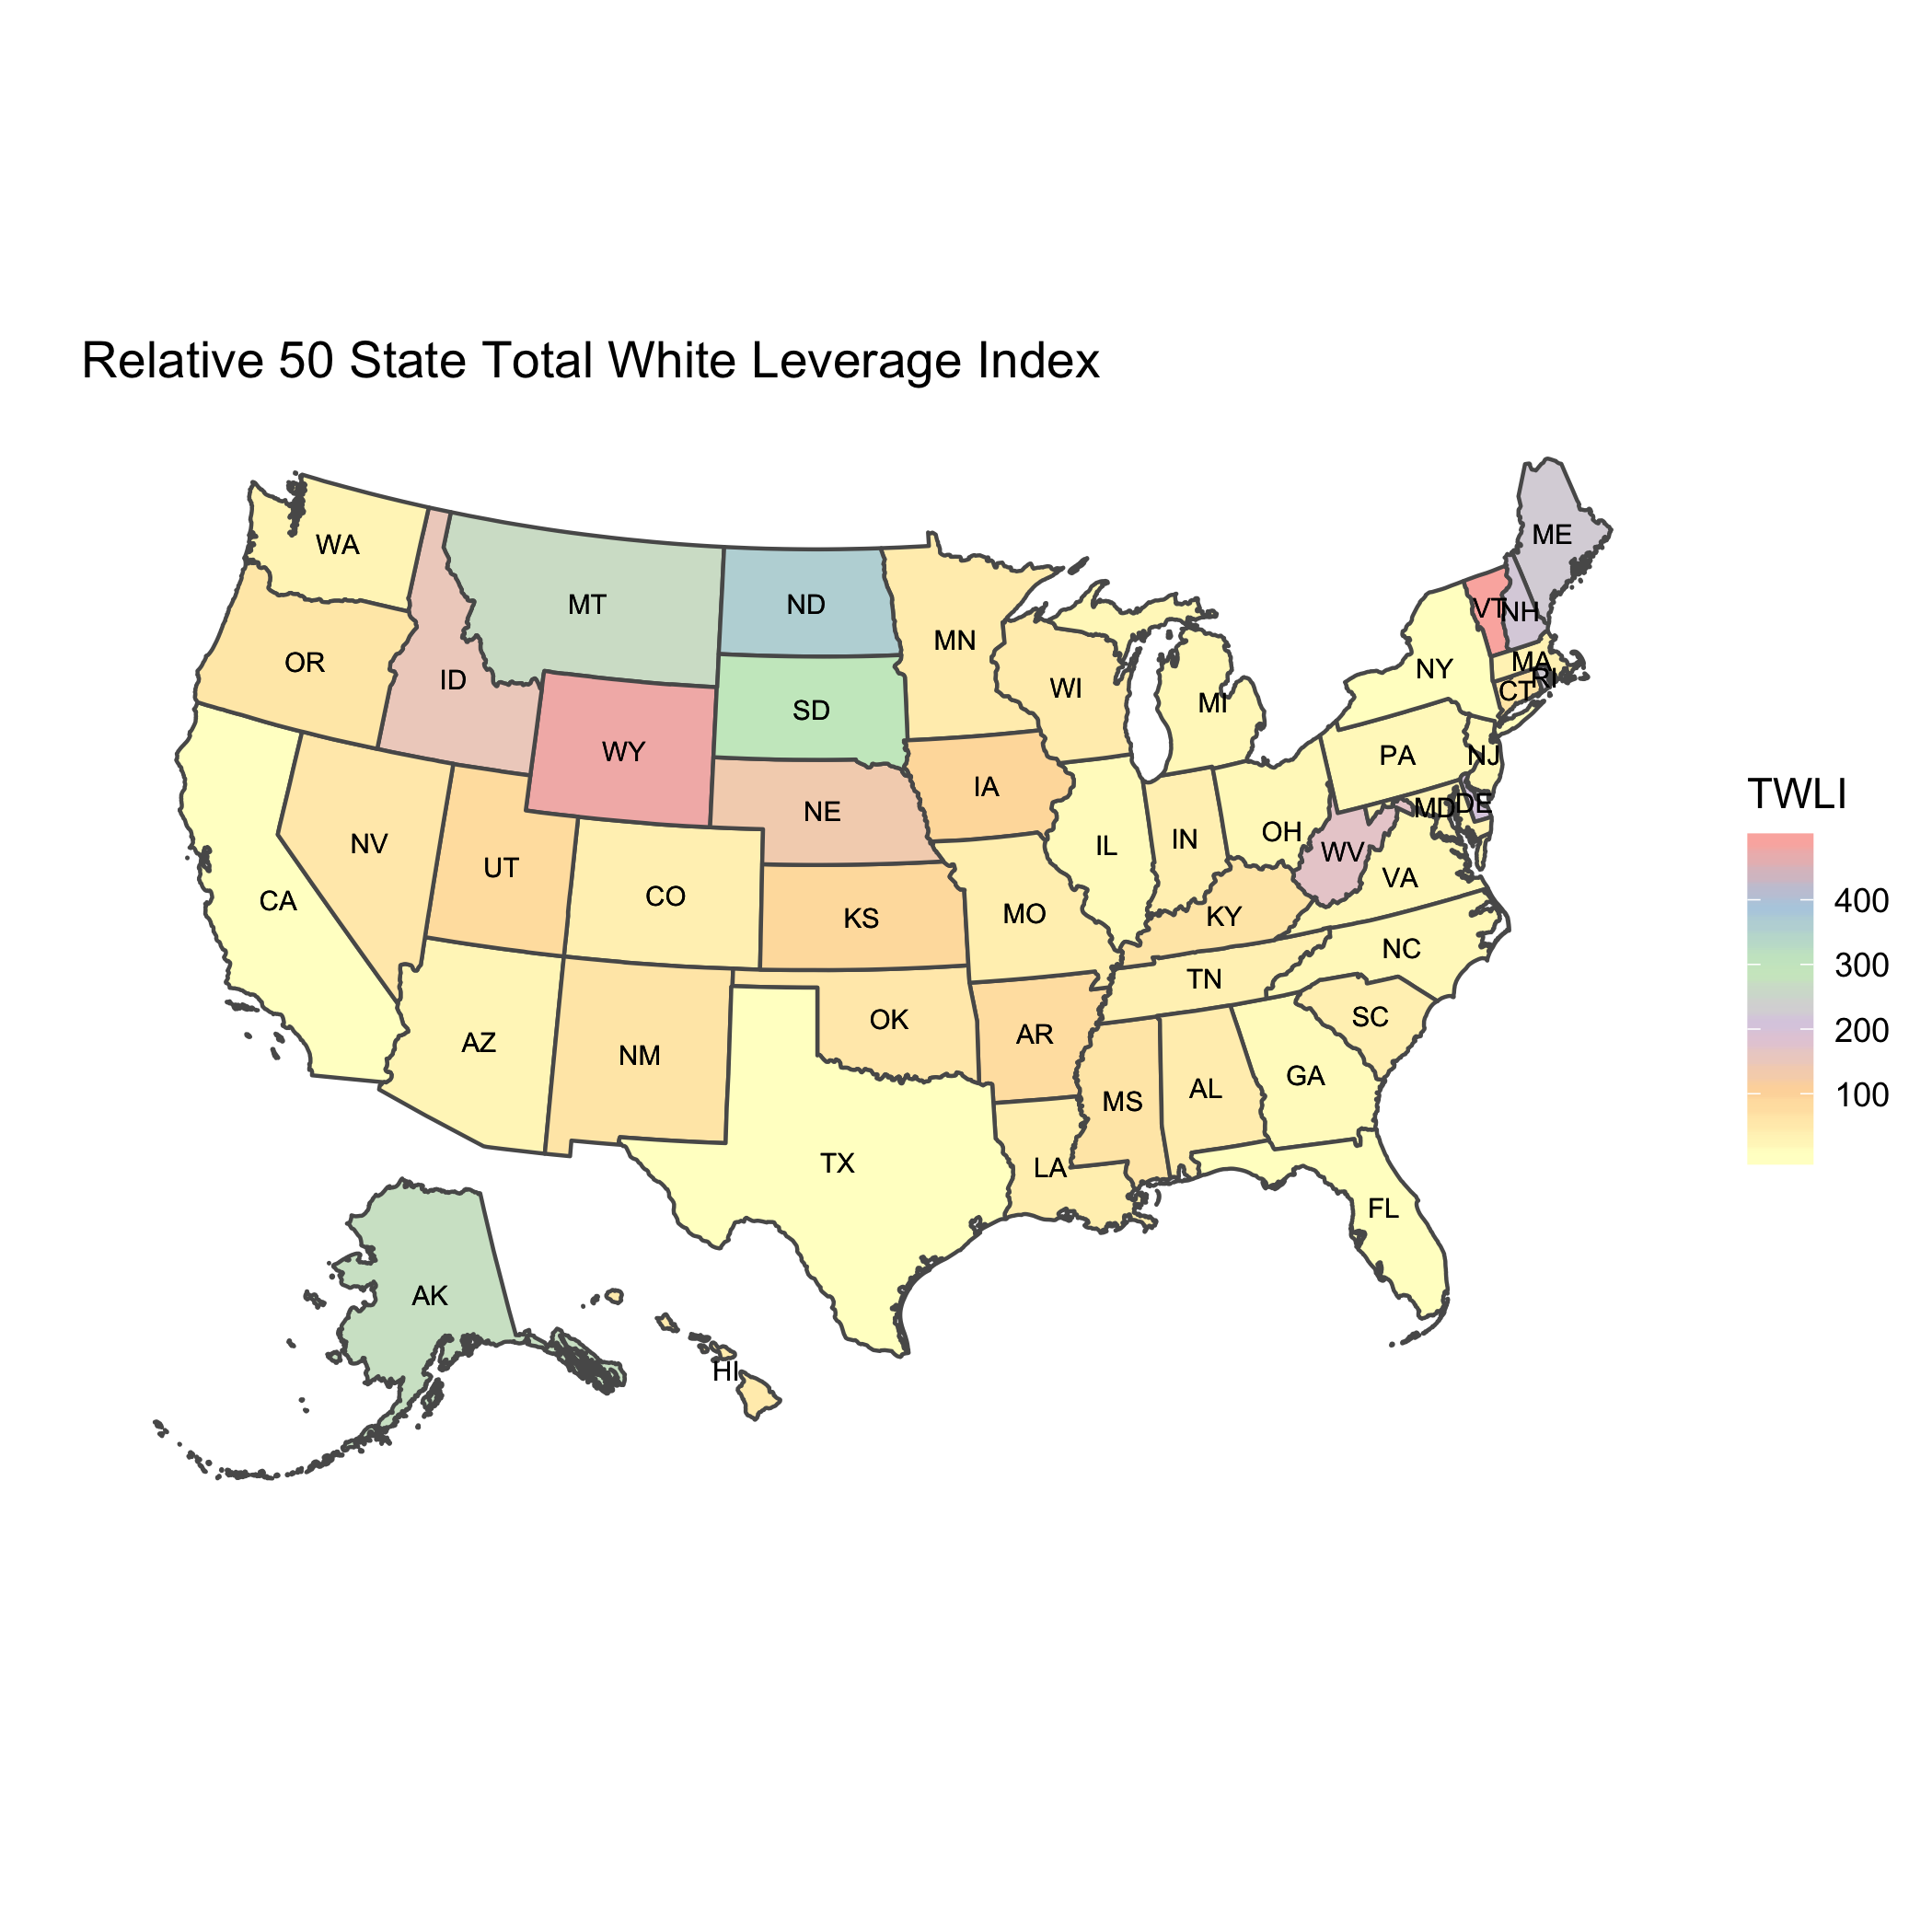 Relative 50 State Total White Leverage Index
ME
WA
MT
ND
VT
NH
MN
OR
MA
NY
RI
ID
WI
CT
SD
MI
WY
PA
NJ
IA
NE
MD
DE
OH
IN
NV
IL
WV
UT
VA
CO
CA
MO
KY
KS
NC
TN
SC
OK
AR
AZ
NM
GA
AL
MS
TX
LA
FL
AK
HI
TWLI
400
300
200
100